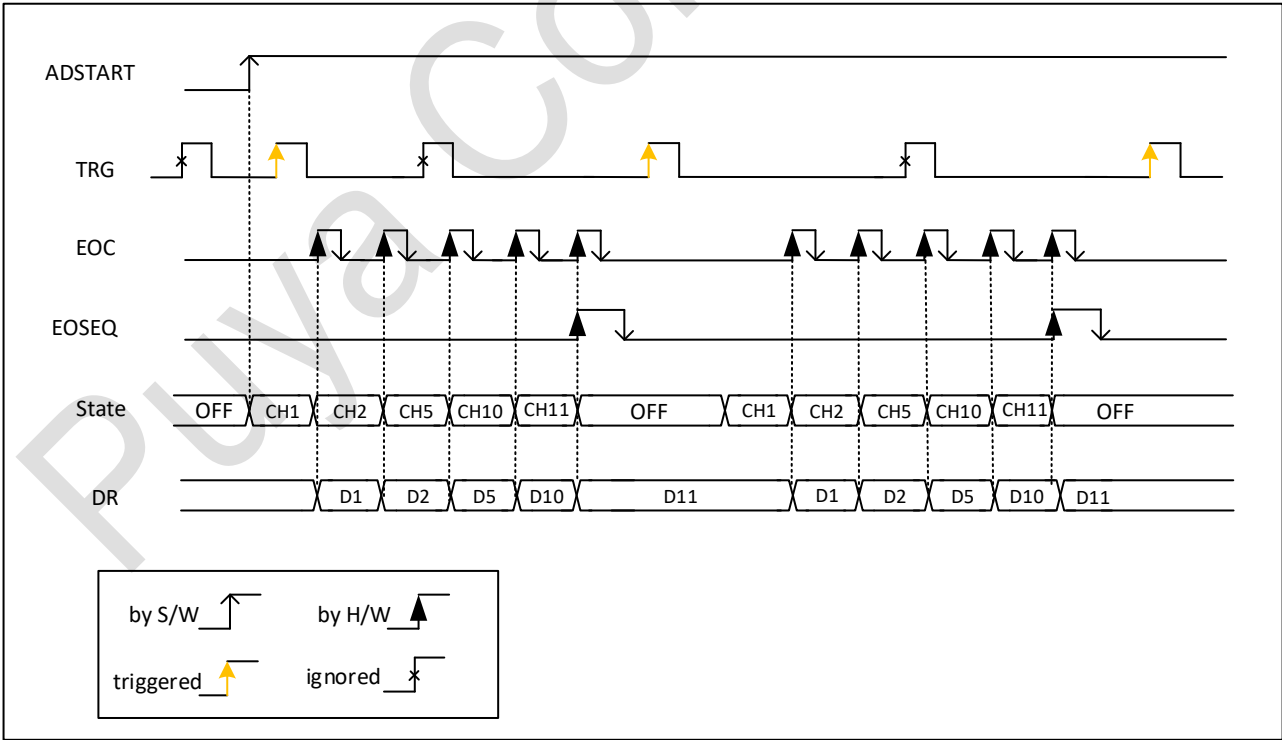 ADSTART
TRG
EOC
EOSEQ
State OFF CH1 CH2 CH5 CH10 CH11 OFF CH1 CH2 CH5 CH10 CH11 OFF
DR D1 D2 D5 D10 D11 D1 D2 D5 D10 D11
by S/W by H/W
triggered ignored
Puya Co